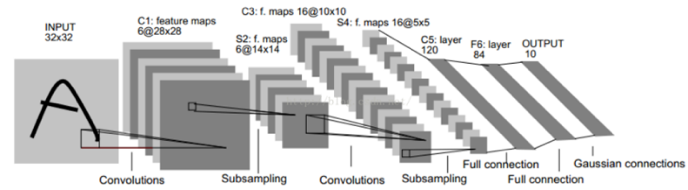 INPUT
32x32
C1: feature maps
6@28x28
S2: f. maps
6@14x14
C3: f. maps 16@10x10
S4: f. maps 16@5x5
C5: layer
120
F6: layer
84
OUTPUT
10
Convolutions
Subsampling
Convolutions
Subsampling
Full connection
Full connection
Gaussian connections